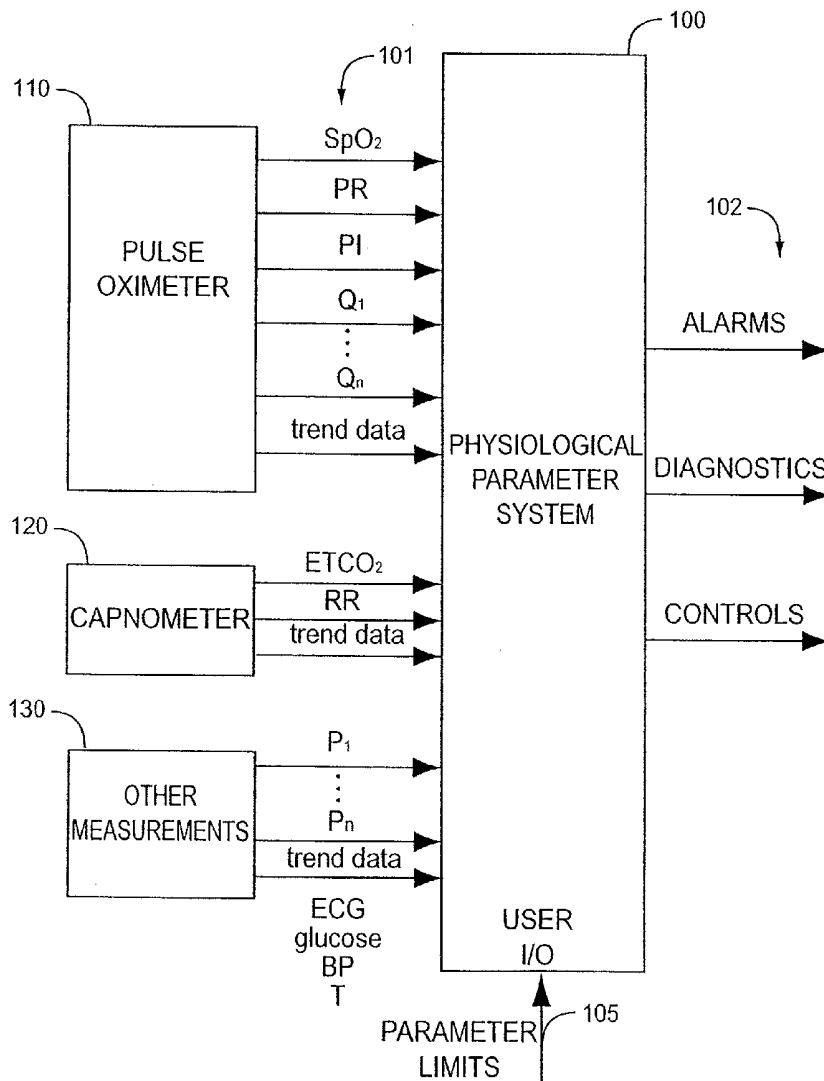 100
101
110
SpO₂
PR
PULSE
OXIMETER
PI
Q₁
Qₙ
trend data
102
ALARMS
PHYSIOLOGICAL
PARAMETER
SYSTEM
DIAGNOSTICS
CONTROLS
120
CAPNOMETER
ETCO₂
RR
trend data
130
OTHER
MEASUREMENTS
P₁
Pₙ
trend data
ECG
glucose
BP
T
USER
I/O
PARAMETER
LIMITS
105